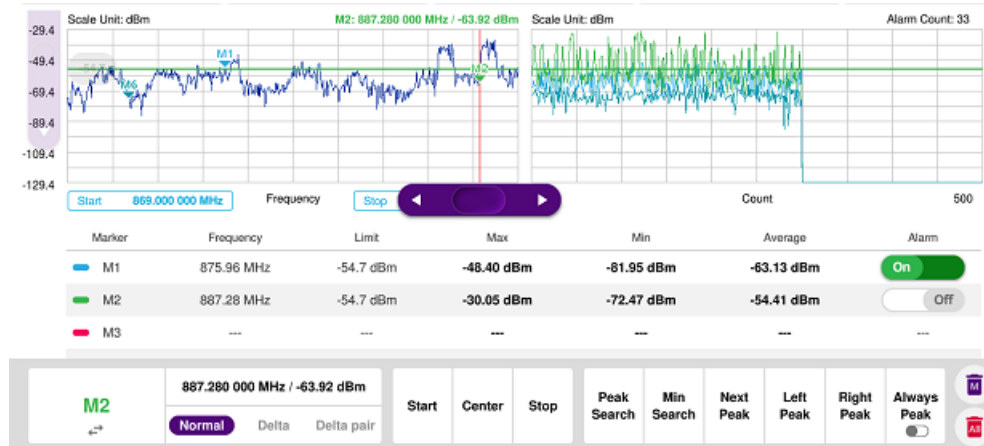 Scale Unit: dBm M2: 887.280 000 MHz / -63.92 dBm Scale Unit: dBm Alarm Count: 33
-29.4
-49.4
-69.4
-89.4
-109.4
-129.4
M1
M6
M2
Start 869.000 000 MHz Frequency Stop Count 500
Marker Frequency Limit Max Min Average Alarm
M1 875.96 MHz -54.7 dBm -48.40 dBm -81.95 dBm -63.13 dBm On
M2 887.28 MHz -54.7 dBm -30.05 dBm -72.47 dBm -54.41 dBm Off
M3 --- --- --- --- --- ---
M2
887.280 000 MHz / -63.92 dBm
Normal Delta Delta pair
Start Center Stop
Peak Search
Min Search
Next Peak
Left Peak
Right Peak
Always Peak
M
All